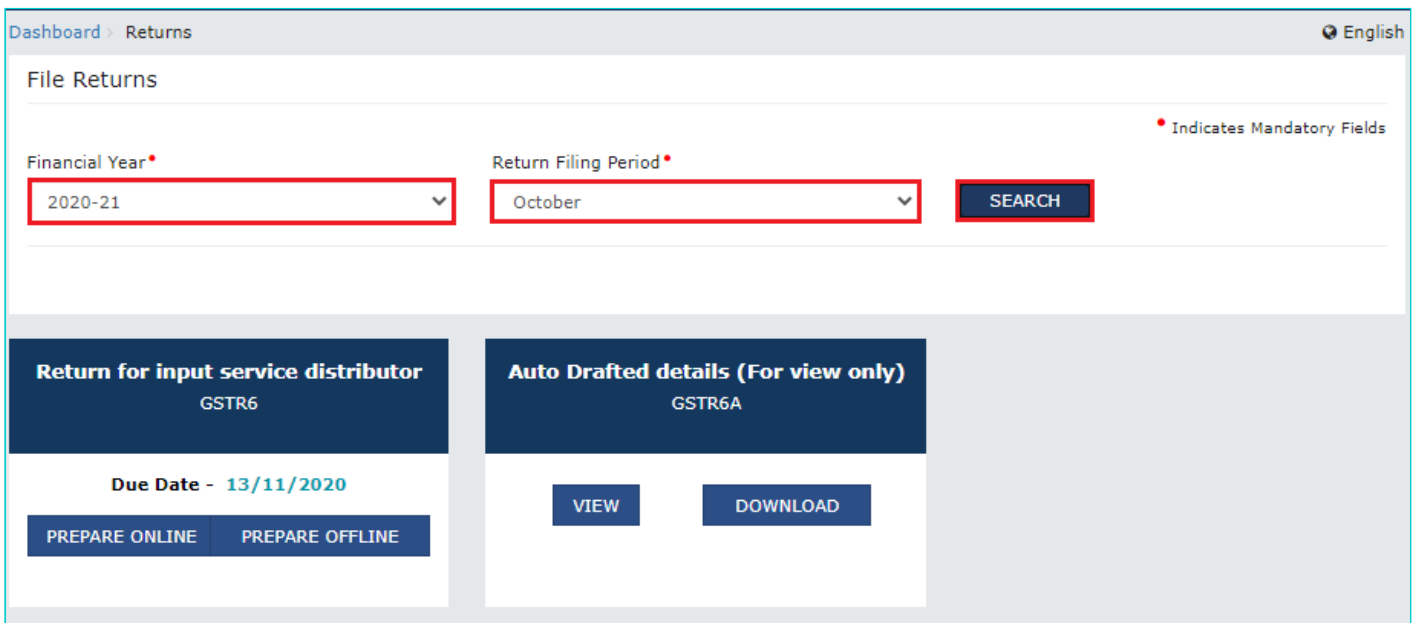 Dashboard > Returns
English
File Returns
• Indicates Mandatory Fields
Financial Year•
Return Filing Period•
2020-21
October
SEARCH
Return for input service distributor
GSTR6
Due Date - 13/11/2020
PREPARE ONLINE
PREPARE OFFLINE
Auto Drafted details (For view only)
GSTR6A
VIEW
DOWNLOAD